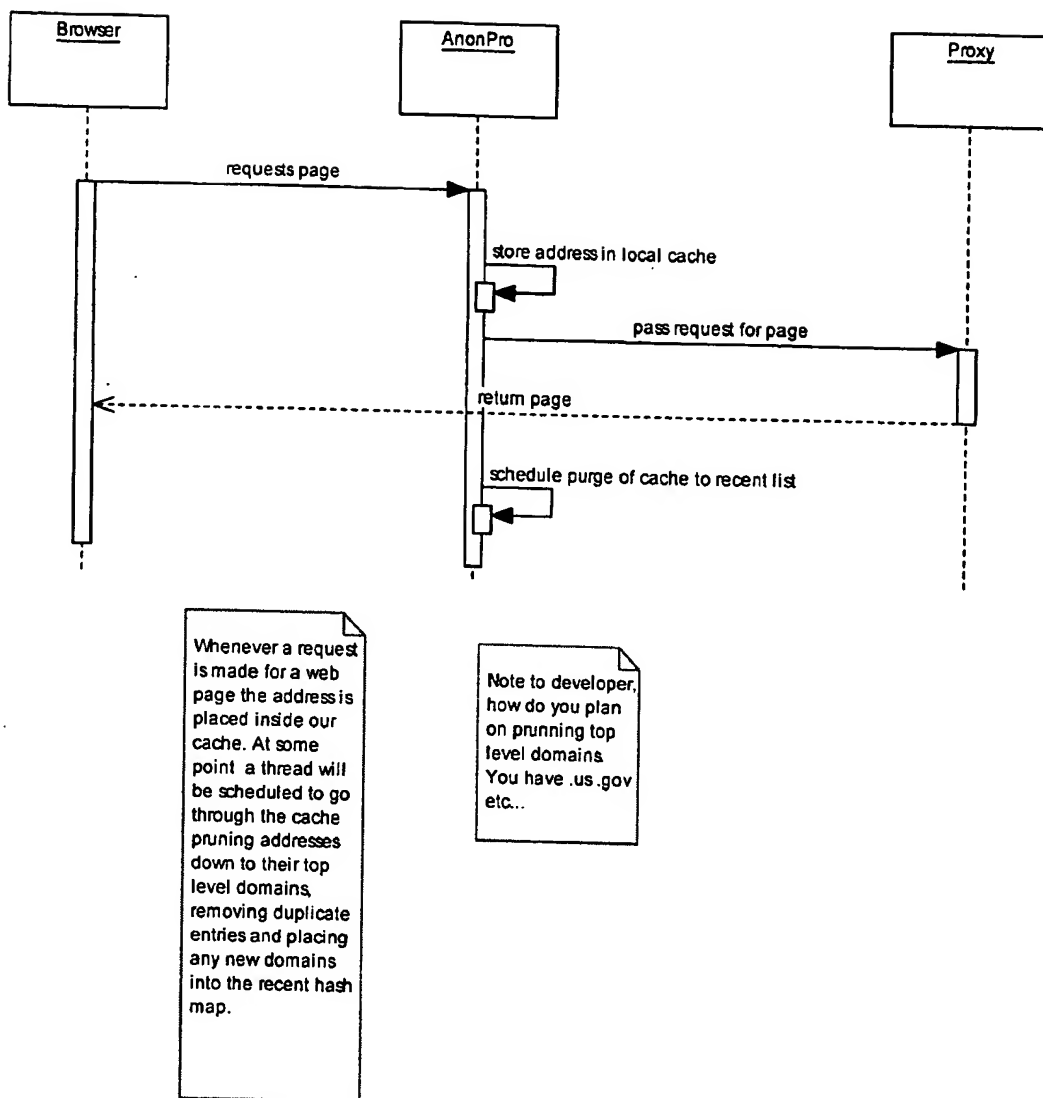 Browser
AnonPro
Proxy
requests page
store address in local cache
pass request for page
return page
schedule purge of cache to recent list
Whenever a request
is made for a web
page the address is
placed inside our
cache. At some
point a thread will
be scheduled to go
through the cache
pruning addresses
down to their top
level domains,
removing duplicate
entries and placing
any new domains
into the recent hash
map.
Note to developer,
how do you plan
on prunning top
level domains.
You have .us .gov
etc...